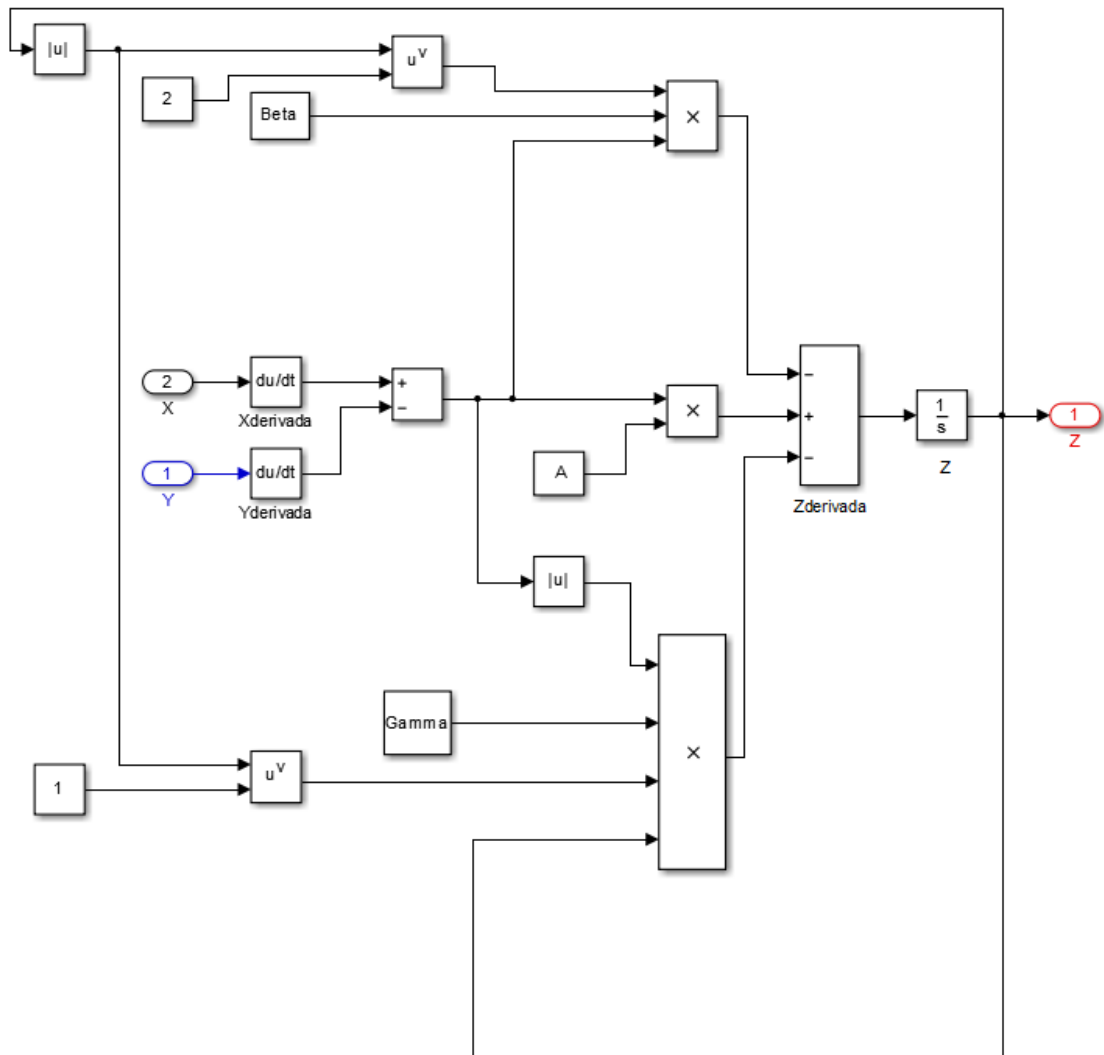 |u|
u^v
2
Beta
×
2
X
du/dt
Xderivada
+
−
1
Y
du/dt
Yderivada
×
A
−
+
−
Zderivada
1
s
Z
1
Z
|u|
Gamma
×
1
u^v